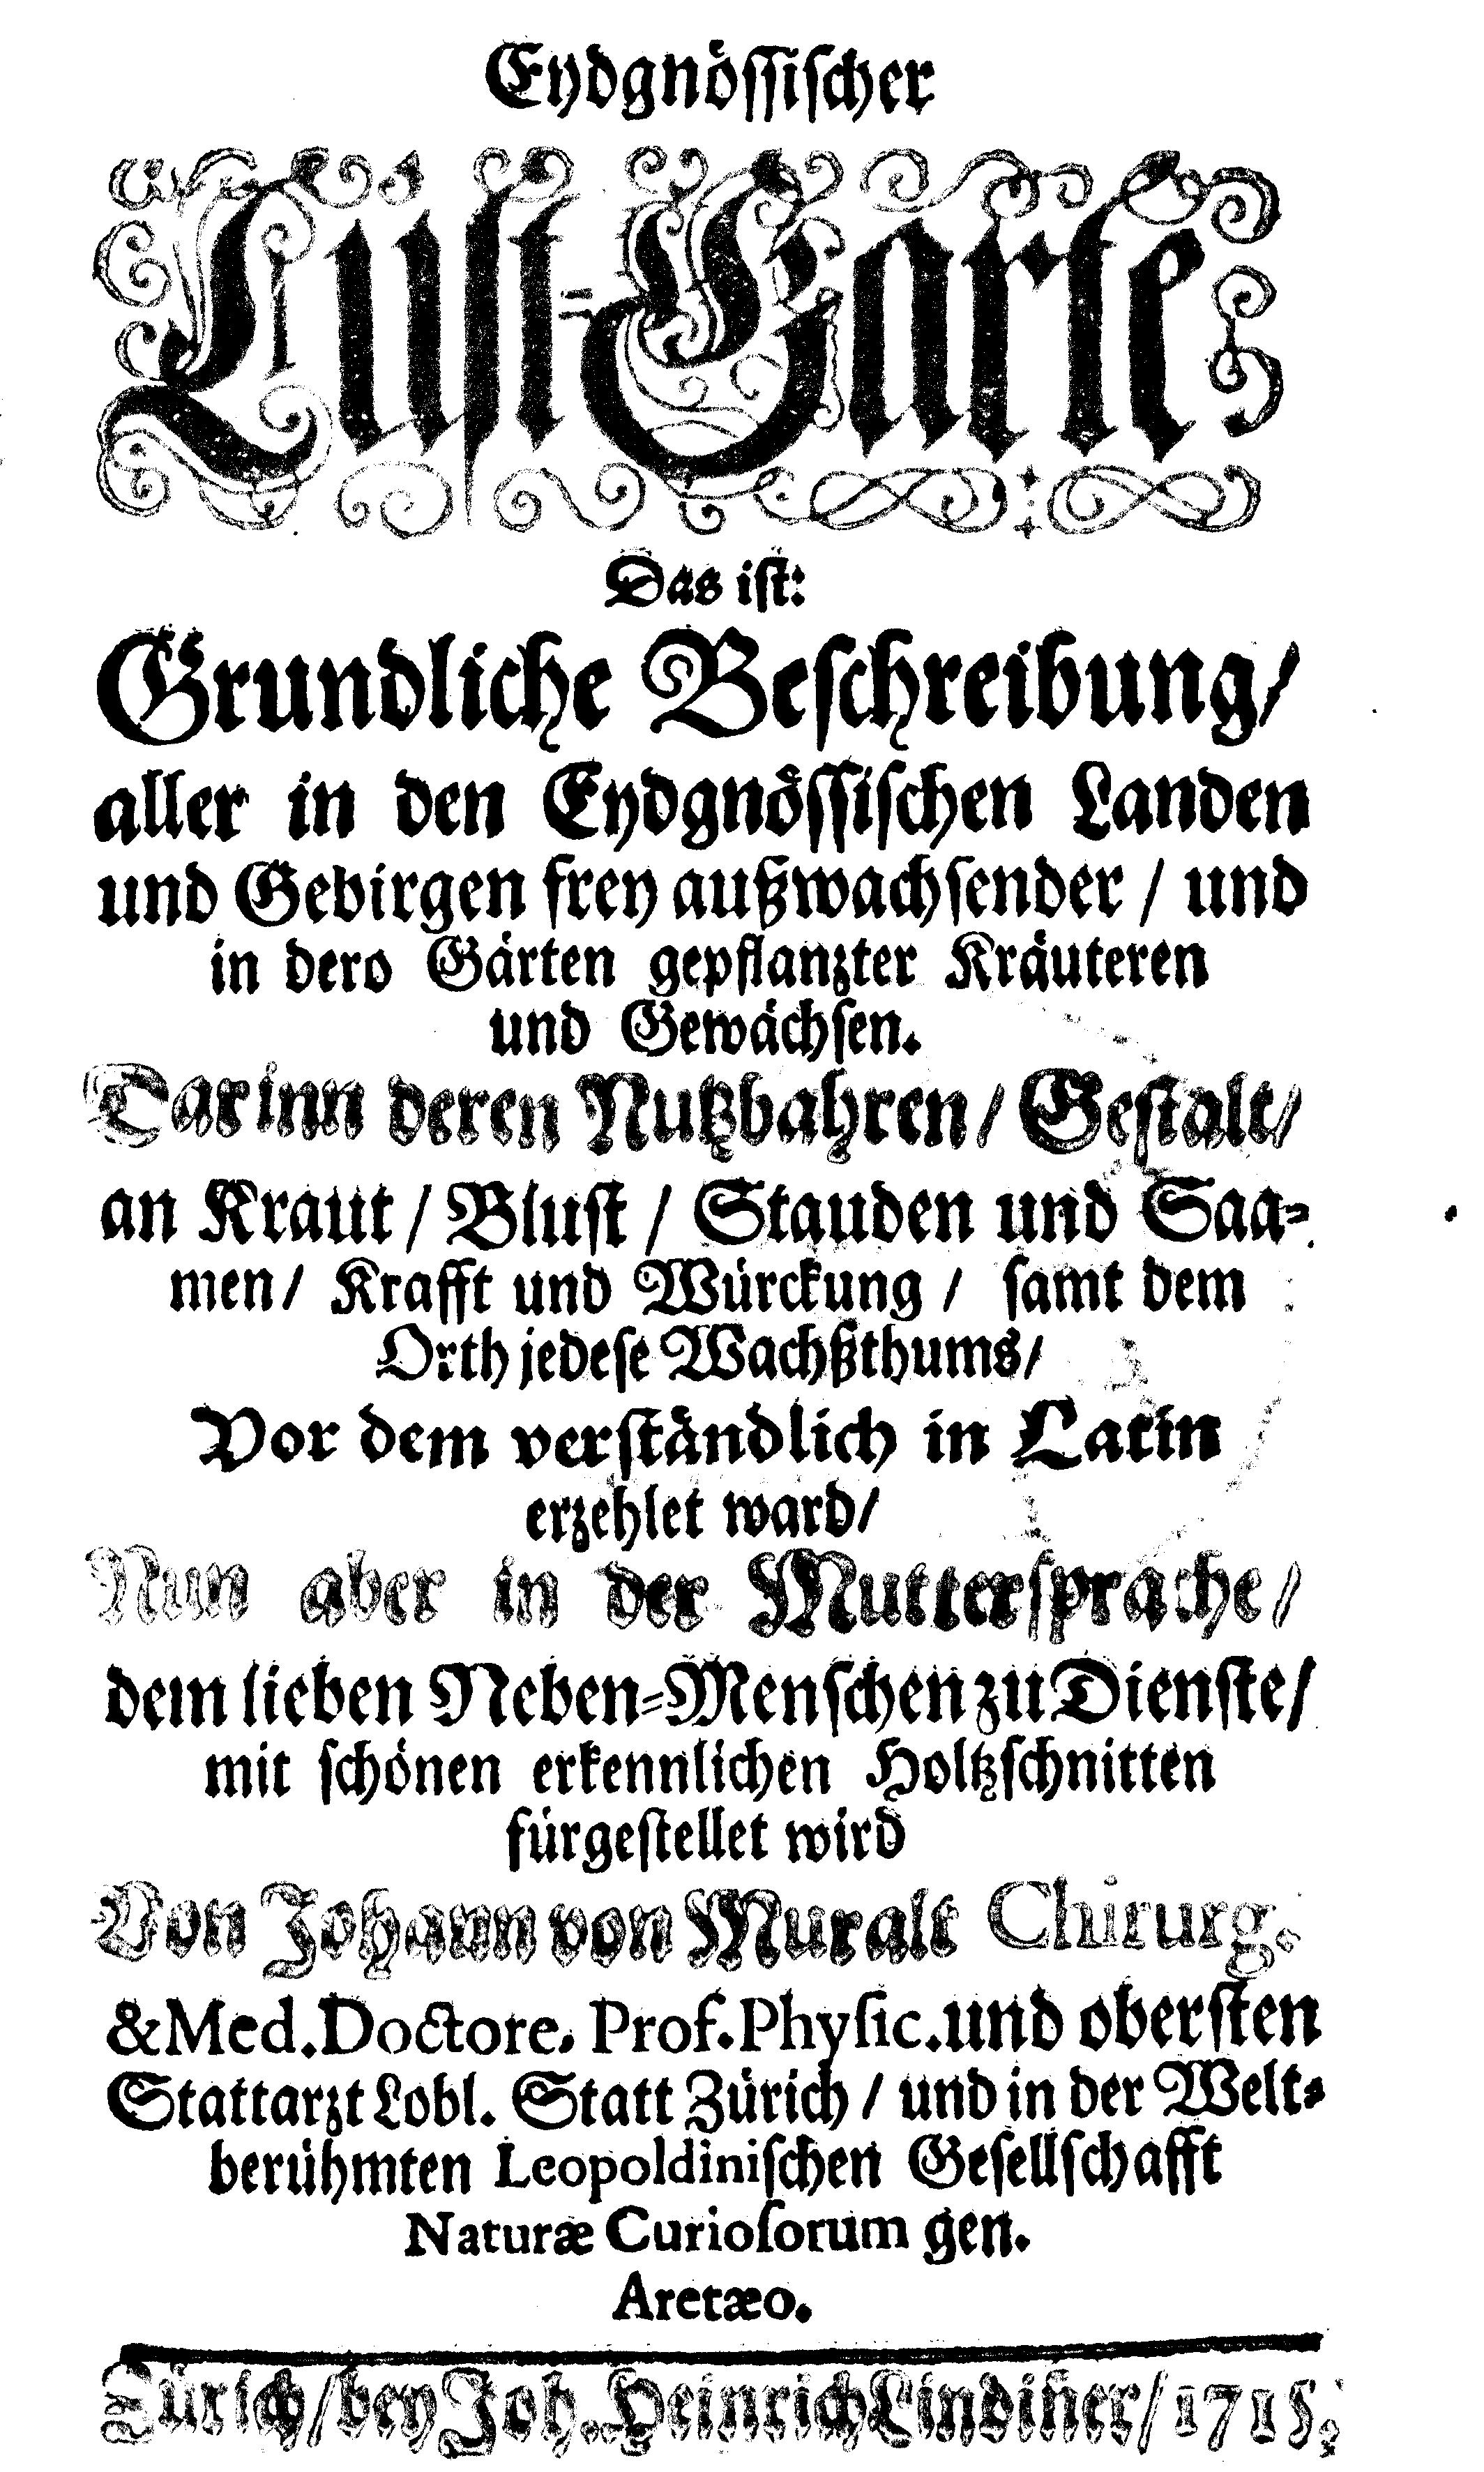 Eydgnöſſiſcher
Luſt-Garte
Das iſt:
Grundliche Beſchreibung/
aller in den Eydgnöſſiſchen Landen
und Gebirgen frey außwachſender / und
in dero Gärten gepflanzter Kräuteren
und Gewächſen.
Darinn deren Nutzbahren/ Geſtalt/
an Kraut / Bluſt / Stauden und Saa-
men/ Krafft und Würckung / ſamt dem
Orth jedeſe Wachßthums/
Vor dem verſtändlich in Latin
erzehlet ward/
Nun aber in der Mutterſprache/
dem lieben Neben-Menſchen zu Dienſte/
mit ſchönen erkennlichen Holtzſchnitten
fürgeſtellet wird
Von Johann von Muralt Chirurg.
& Med. Doctore. Prof. Phyſic. und oberſten
Stattarzt Lobl. Statt Zürich / und in der Welt-
berühmten Leopoldiniſchen Geſellſchafft
Naturæ Curioſorum gen.
Aretæo.
Zürich/ bey Joh. Heinrich Lindiñer/ 1715.